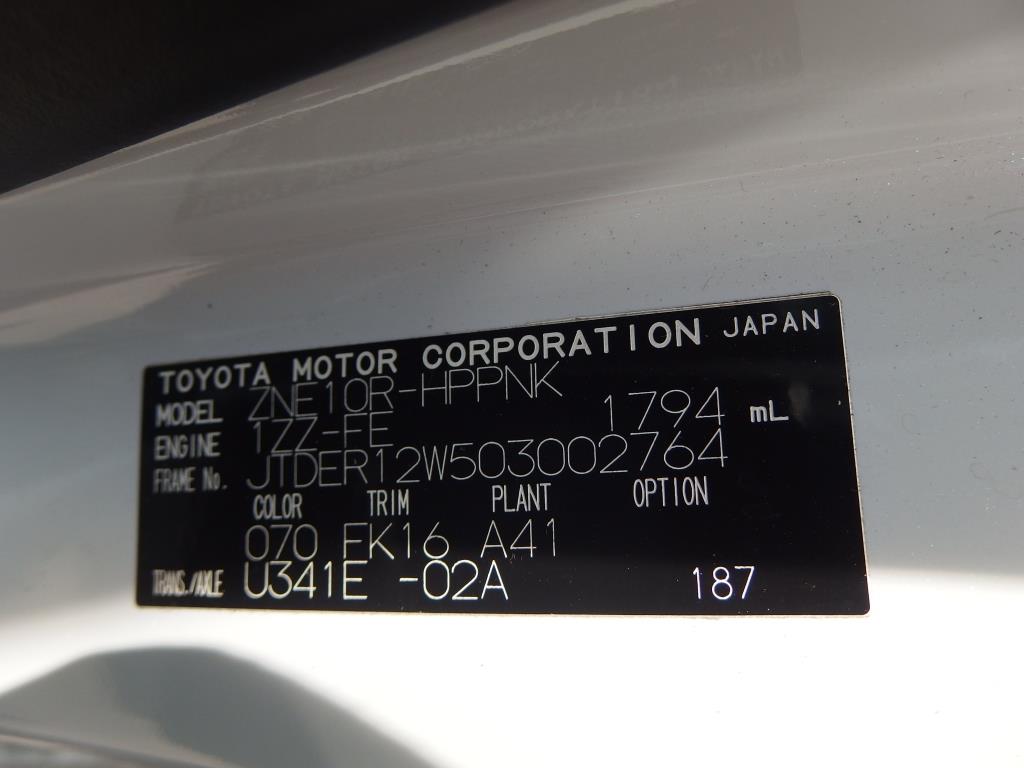 TOYOTA MOTOR CORPORATION JAPAN
MODEL ZNE10R-HPPNK
ENGINE 1ZZ-FE 1794 mL
FRAME No. JTDER12W503002764
COLOR TRIM PLANT OPTION
070 FK16 A41
TRANS./AXLE U341E -02A 187